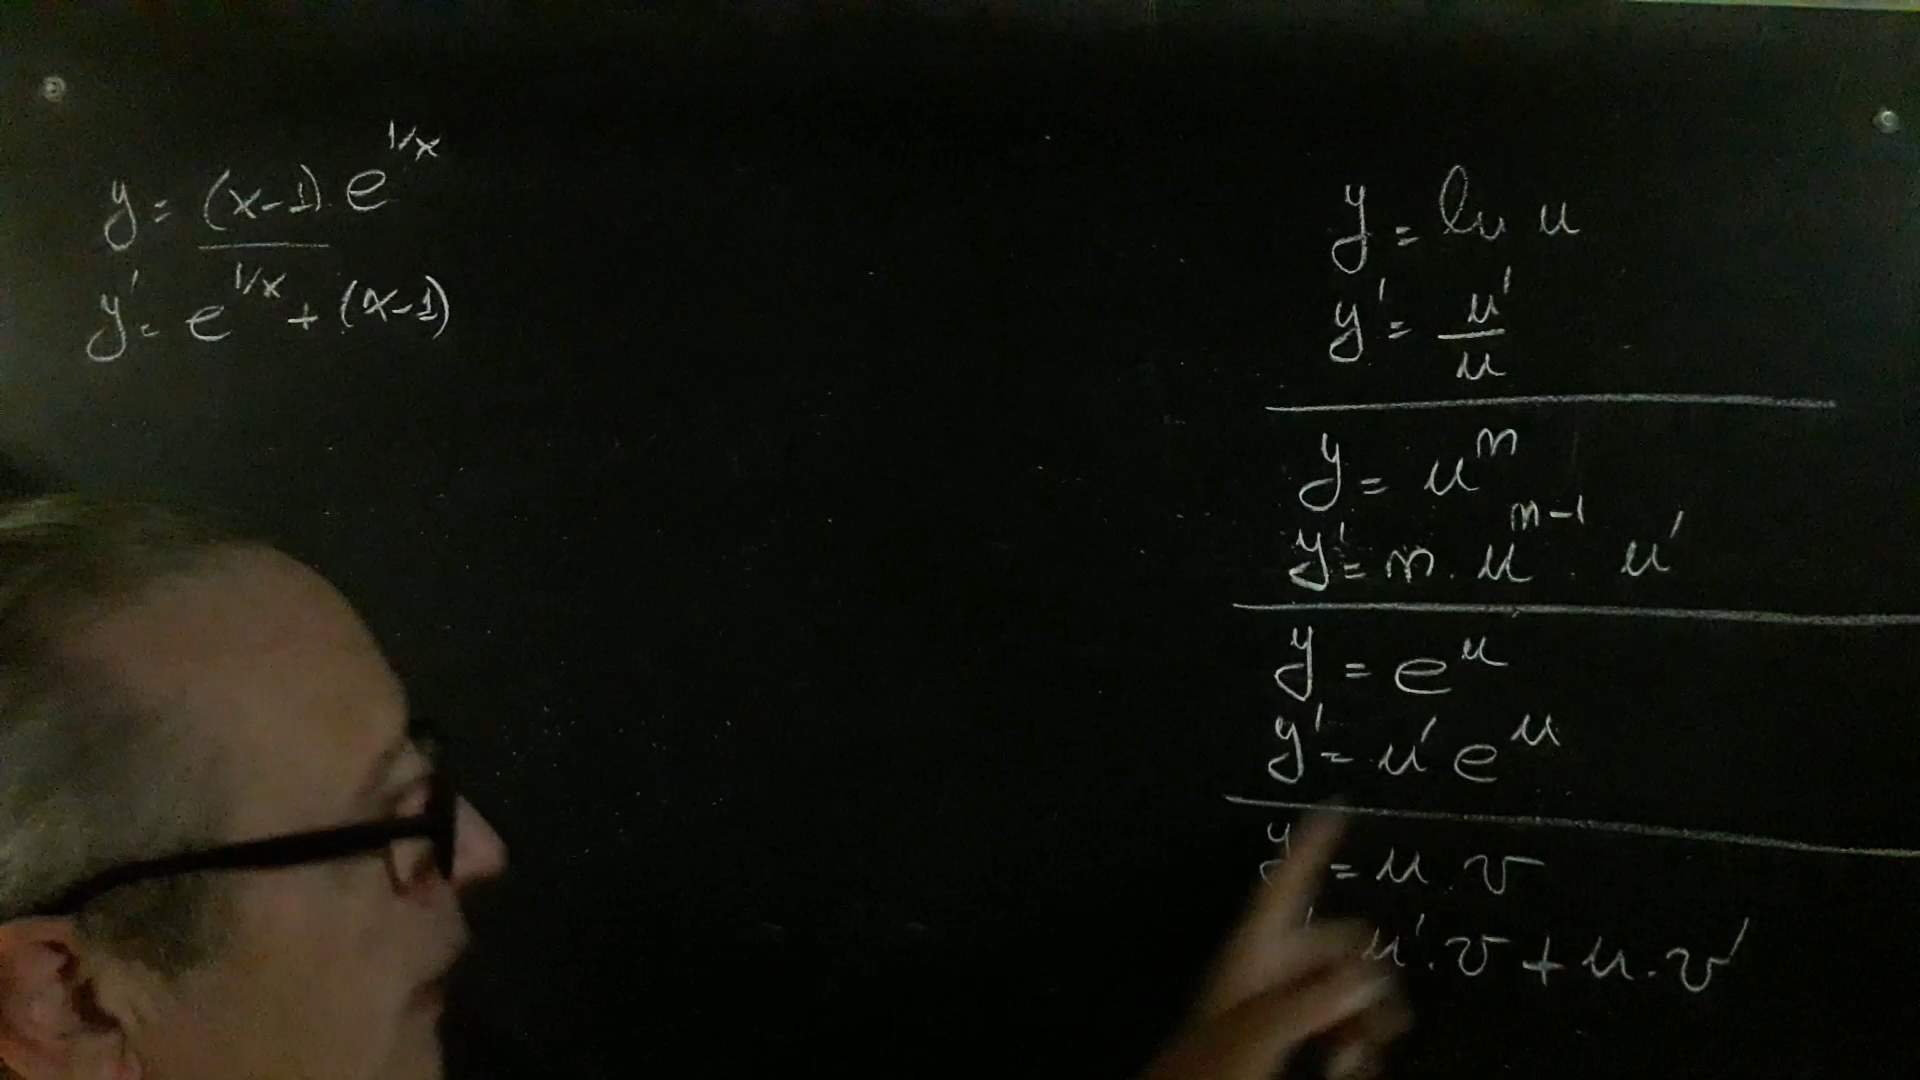 y = (x-1) e^{1/x}
y' = e^{1/x} + (x-1)
y = ln u
y' = u'/u
y = u^n
y' = n . u^{n-1} . u'
y = e^u
y' = u' e^u
y = u . v
u' . v + u . v'